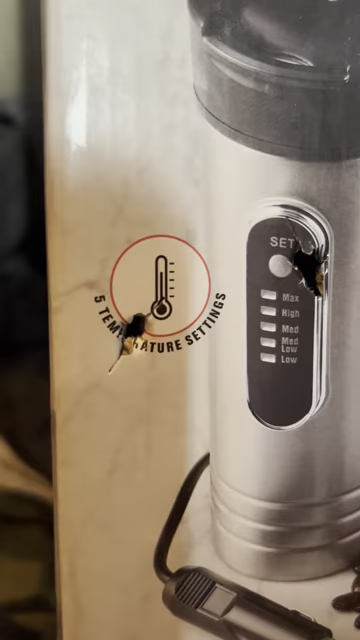 5 TEM ATURE SETTINGS
SET
Max
High
Med
Med
Low
Low